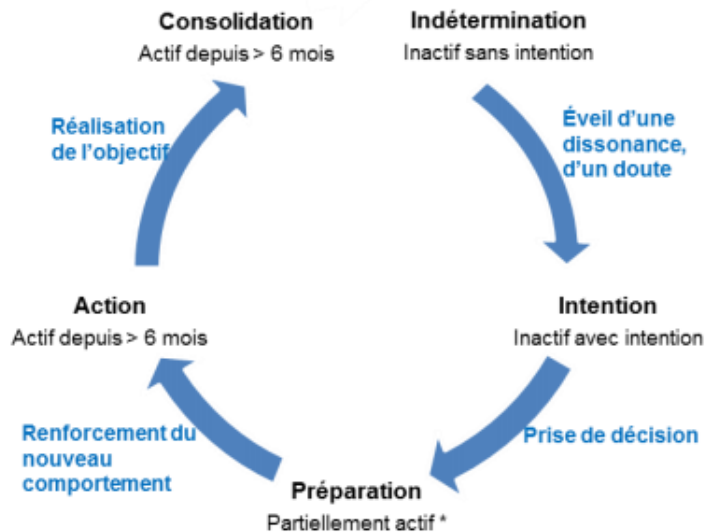 Consolidation
Actif depuis > 6 mois
Indétermination
Inactif sans intention
Éveil d'une
dissonance,
d'un doute
Intention
Inactif avec intention
Prise de décision
Préparation
Partiellement actif *
Renforcement du
nouveau
comportement
Action
Actif depuis > 6 mois
Réalisation
de l'objectif